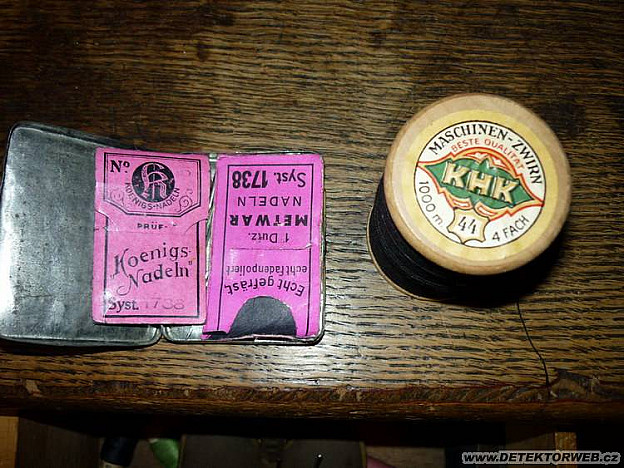 Nº
KOENIGS-NADELN
PRÜF-
"Koenigs-
Nadeln"
Syst. 1738
Echt gefräst,
echt fadenpoliert
1 Dutz.
METWAR
NADELN
Syst. 1738
MASCHINEN-ZWIRN
BESTE QUALITÄT
KHK
1000 m.
44
4 FACH
WWW.DETEKTORWEB.CZ